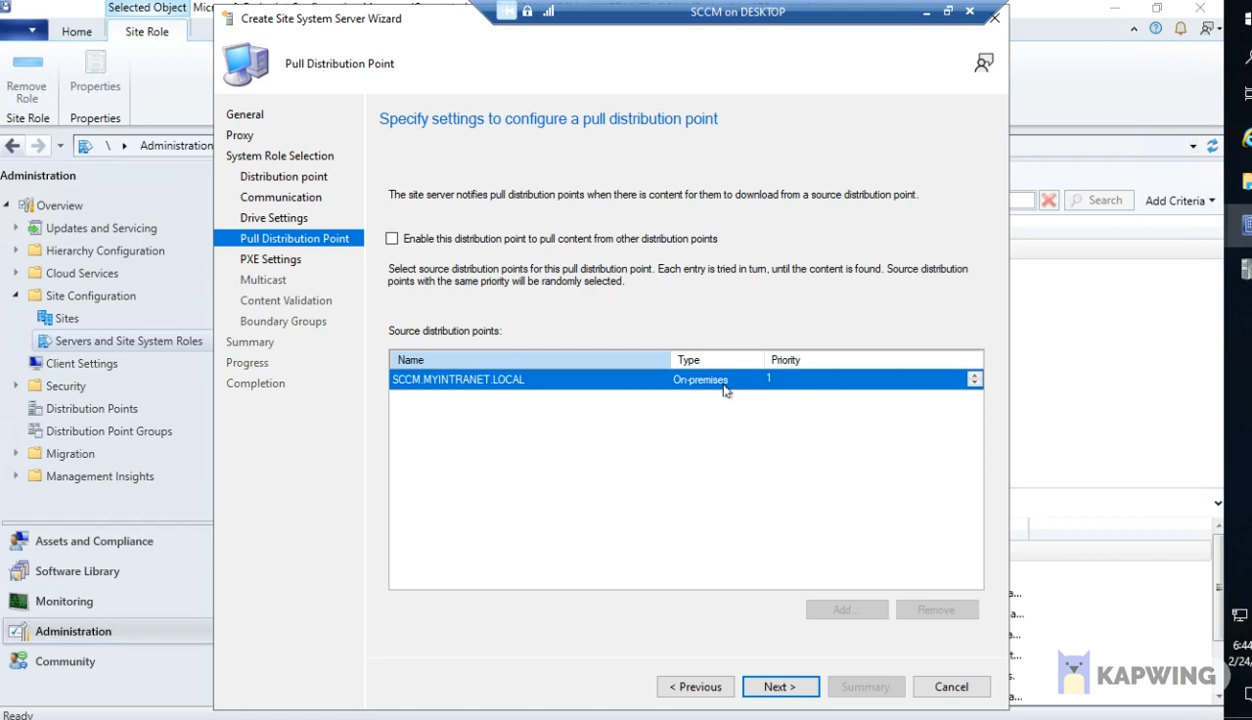 Selected Object
Create Site System Server Wizard
SCCM on DESKTOP
Home
Site Role
Pull Distribution Point
Remove
Role
Properties
Site Role
Properties
\
Administration
Search
Add Criteria
Administration
Overview
Updates and Servicing
Hierarchy Configuration
Cloud Services
Site Configuration
Sites
Servers and Site System Roles
Client Settings
Security
Distribution Points
Distribution Point Groups
Migration
Management Insights
Assets and Compliance
Software Library
Monitoring
Administration
Community
Ready
General
Proxy
System Role Selection
Distribution point
Communication
Drive Settings
Pull Distribution Point
PXE Settings
Multicast
Content Validation
Boundary Groups
Summary
Progress
Completion
Specify settings to configure a pull distribution point
The site server notifies pull distribution points when there is content for them to download from a source distribution point.
Enable this distribution point to pull content from other distribution points
Select source distribution points for this pull distribution point. Each entry is tried in turn, until the content is found. Source distribution
points with the same priority will be randomly selected.
Source distribution points:
Name Type Priority
SCCM.MYINTRANET.LOCAL On-premises 1
Add... Remove
< Previous Next > Summary Cancel
KAPWING
6:44
2/24/